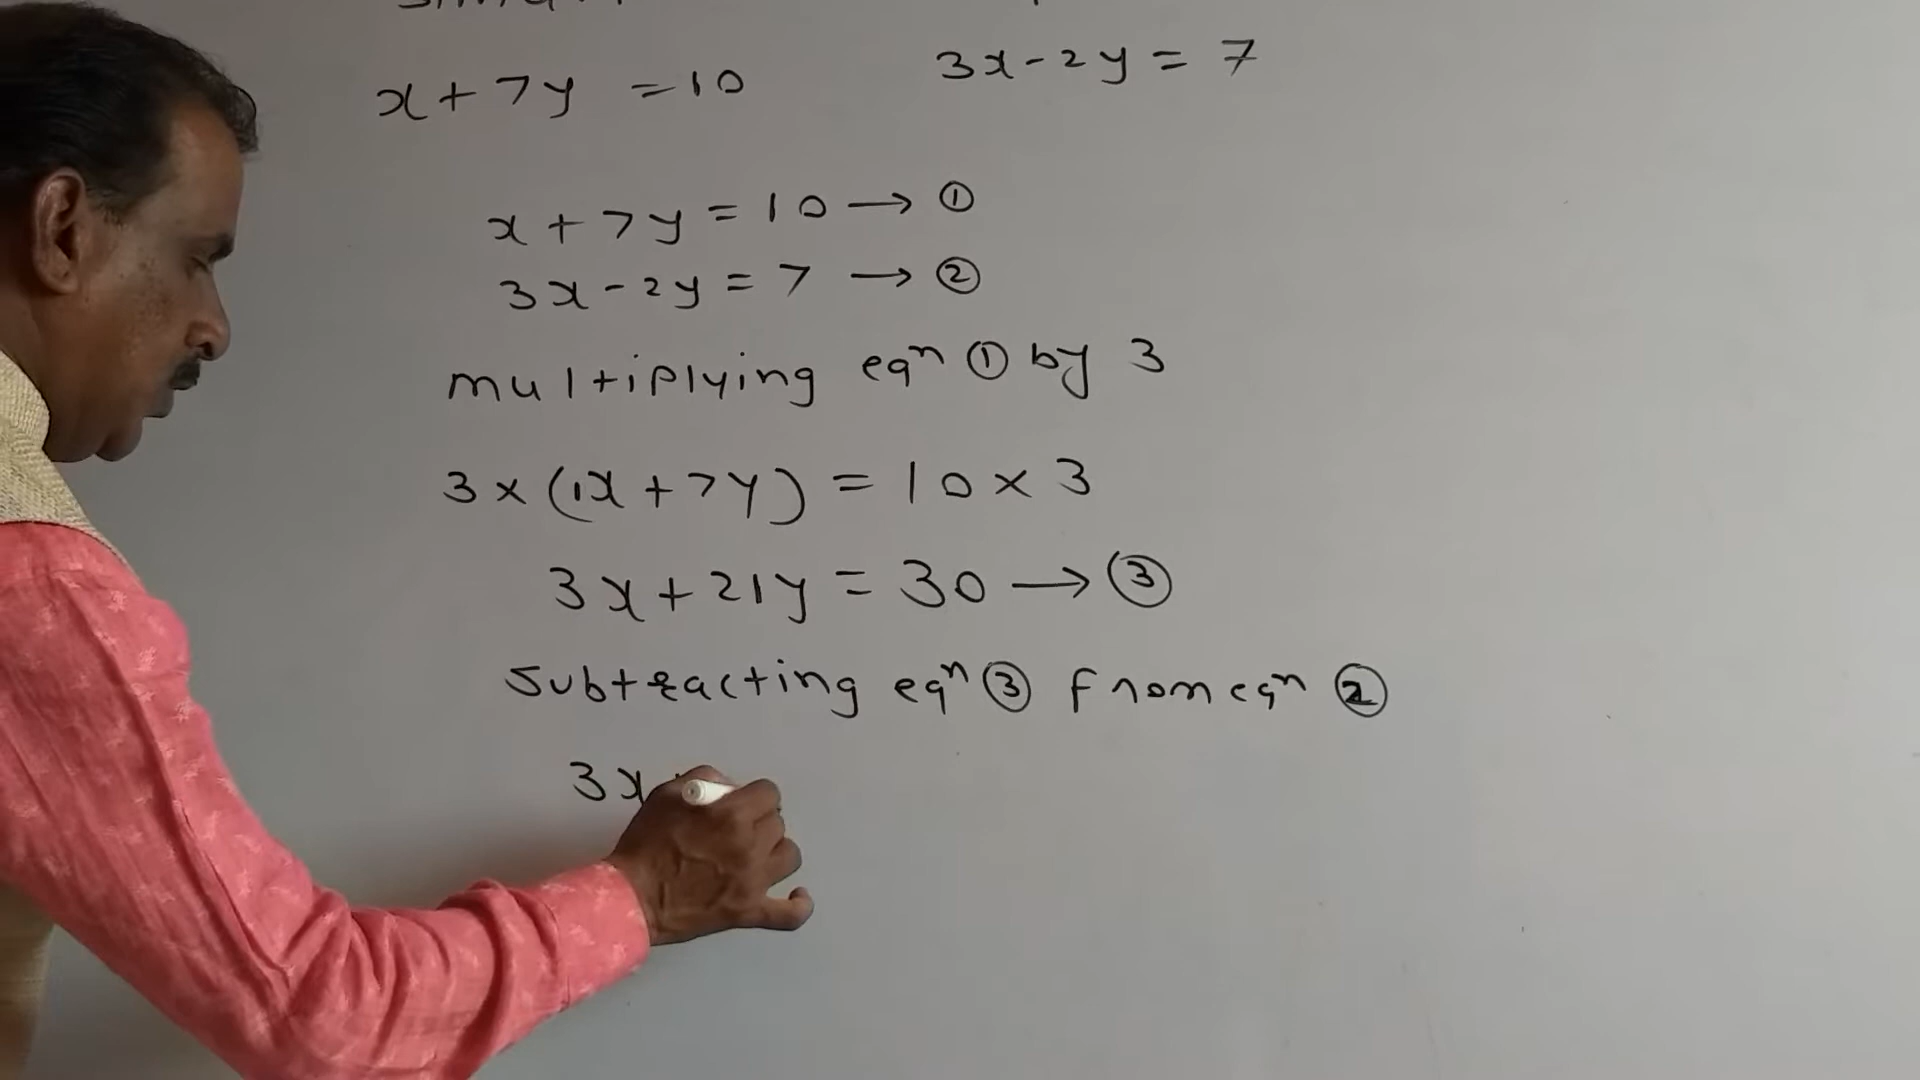 x + 7y = 10 3x - 2y = 7
x + 7y = 10 → ①
3x - 2y = 7 → ②
multiplying eqⁿ ① by 3
3 × (1x + 7y) = 10 × 3
3x + 21y = 30 → ③
Subtracting eqⁿ ③ from eqⁿ ②
3x